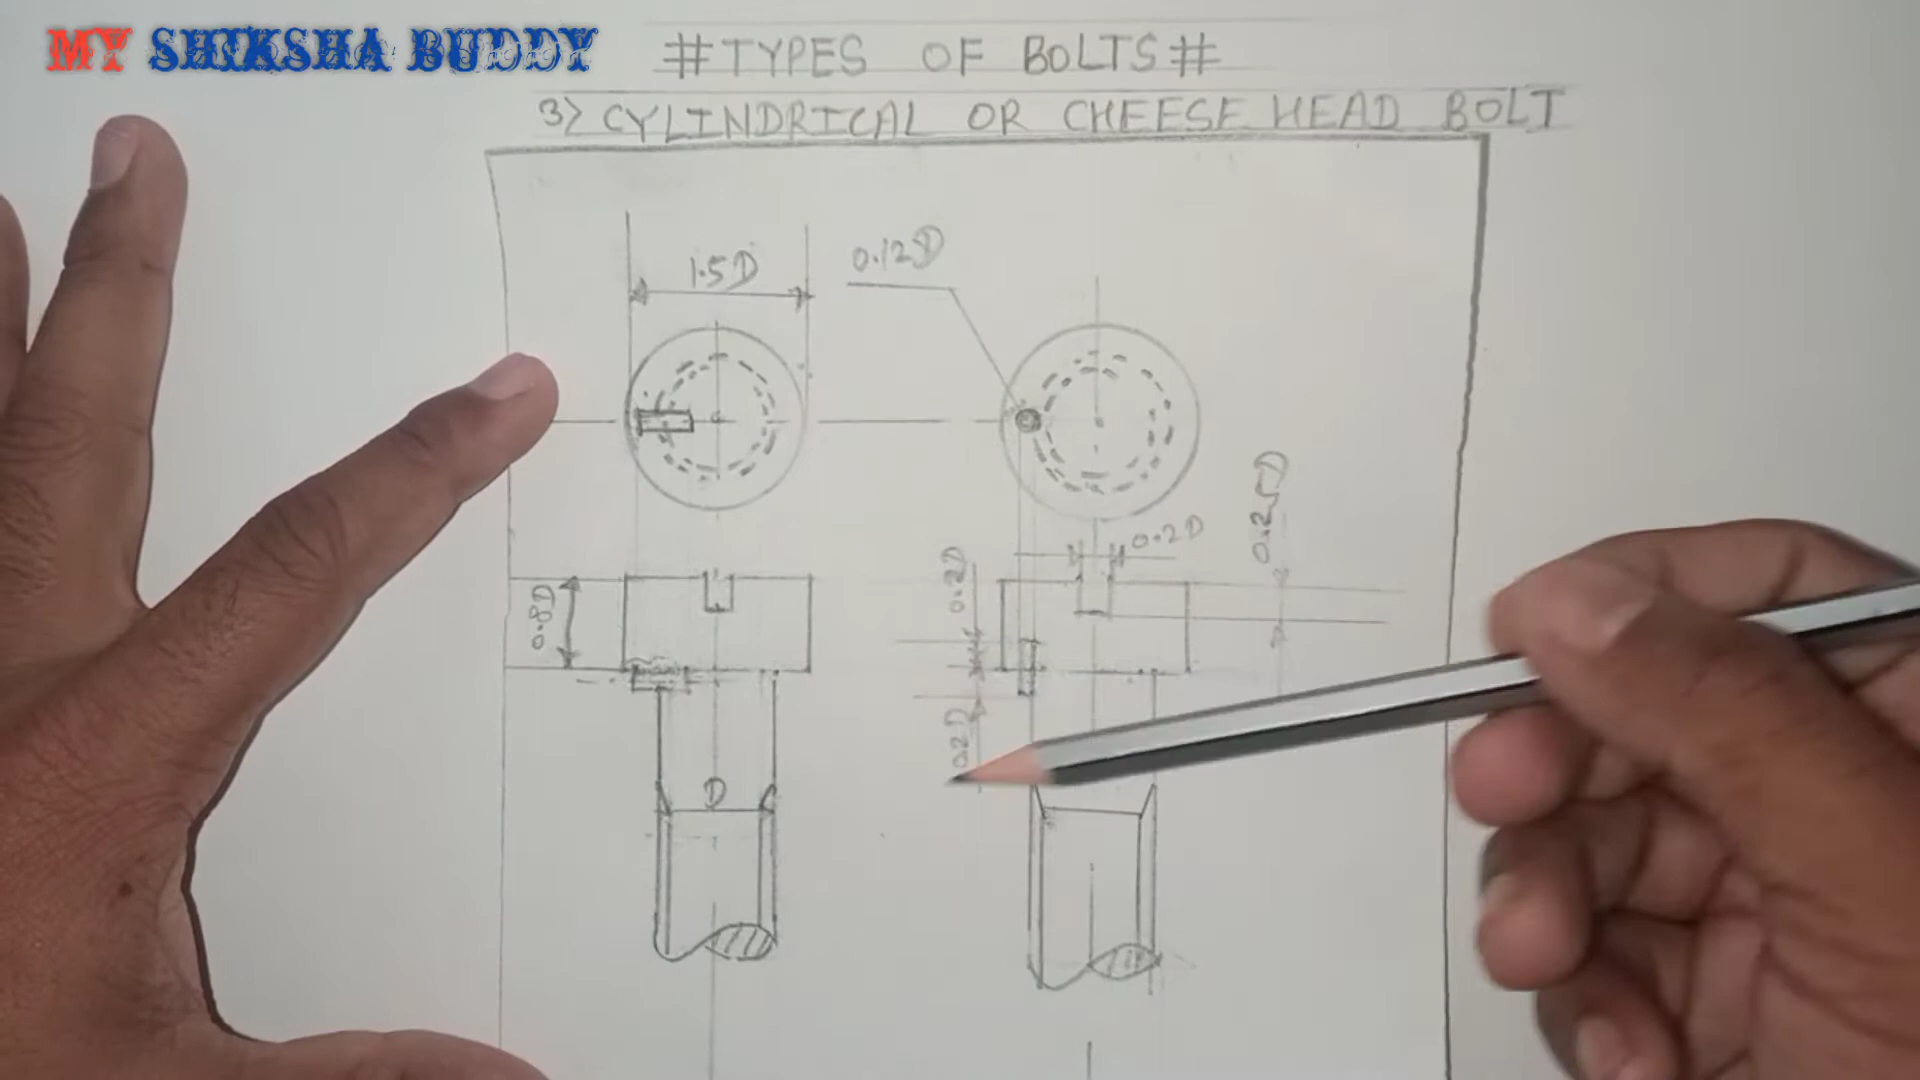 MY SHIKSHA BUDDY
#TYPES OF BOLTS#
3> CYLINDRICAL OR CHEESE HEAD BOLT
1.5D
0.12D
0.25D
0.2D
0.2D
0.8D
0.2D
D